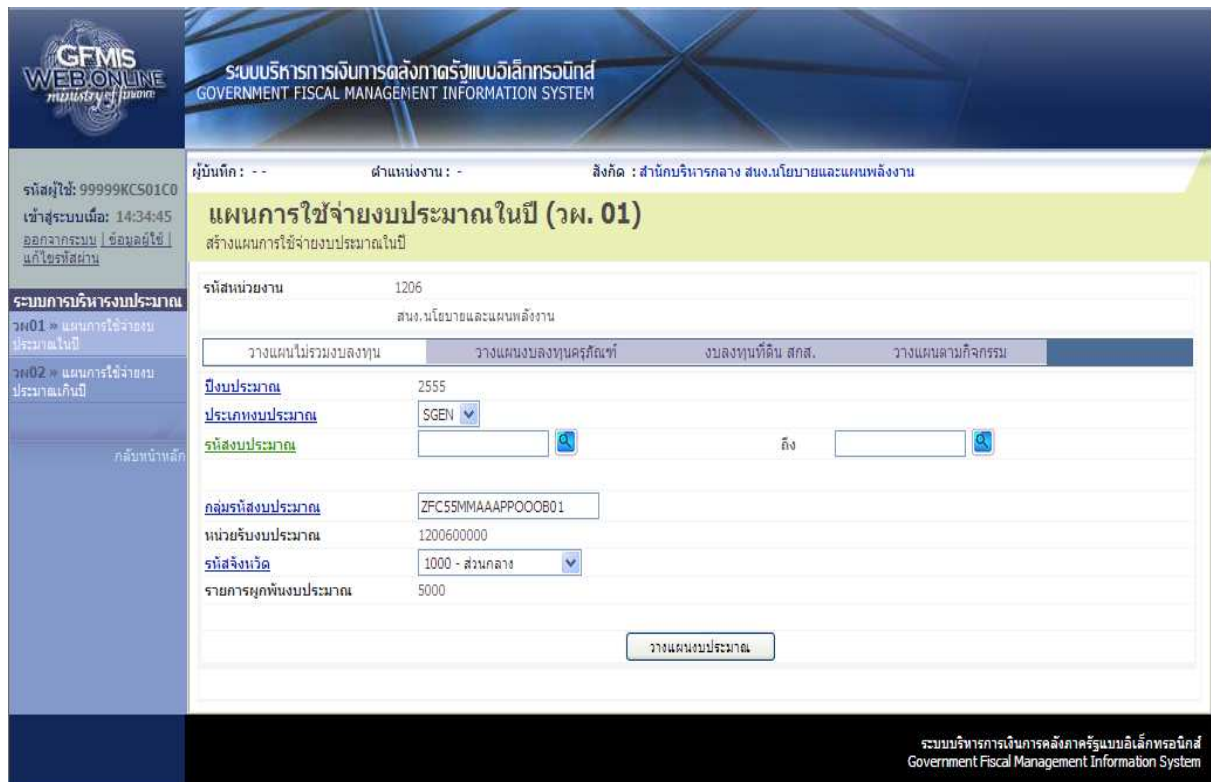 GFMIS
WEB ONLINE
ministry of finance
ระบบบริหารการเงินการคลังภาครัฐแบบอิเล็กทรอนิกส์
GOVERNMENT FISCAL MANAGEMENT INFORMATION SYSTEM
รหัสผู้ใช้: 99999KCS01C0
เข้าสู่ระบบเมื่อ: 14:34:45
ออกจากระบบ | ข้อมูลผู้ใช้ |
แก้ไขรหัสผ่าน
ระบบการบริหารงบประมาณ
วผ01 » แผนการใช้จ่ายงบ
ประมาณในปี
วผ02 » แผนการใช้จ่ายงบ
ประมาณเกินปี
กลับหน้าหลัก
ผู้บันทึก : - - ตำแหน่งงาน : - สังกัด : สำนักบริหารกลาง สนง.นโยบายและแผนพลังงาน
แผนการใช้จ่ายงบประมาณในปี (วผ. 01)
สร้างแผนการใช้จ่ายงบประมาณในปี
รหัสหน่วยงาน 1206
สนง.นโยบายและแผนพลังงาน
วางแผนไม่รวมงบลงทุน วางแผนงบลงทุนครุภัณฑ์ งบลงทุนที่ดิน สกส. วางแผนตามกิจกรรม
ปีงบประมาณ 2555
ประเภทงบประมาณ SGEN
รหัสงบประมาณ ถึง
กลุ่มรหัสงบประมาณ ZFC55MMAAAPPOOOB01
หน่วยรับงบประมาณ 1200600000
รหัสจังหวัด 1000 - ส่วนกลาง
รายการผูกพันงบประมาณ 5000
วางแผนงบประมาณ
ระบบบริหารการเงินการคลังภาครัฐแบบอิเล็กทรอนิกส์
Government Fiscal Management Information System